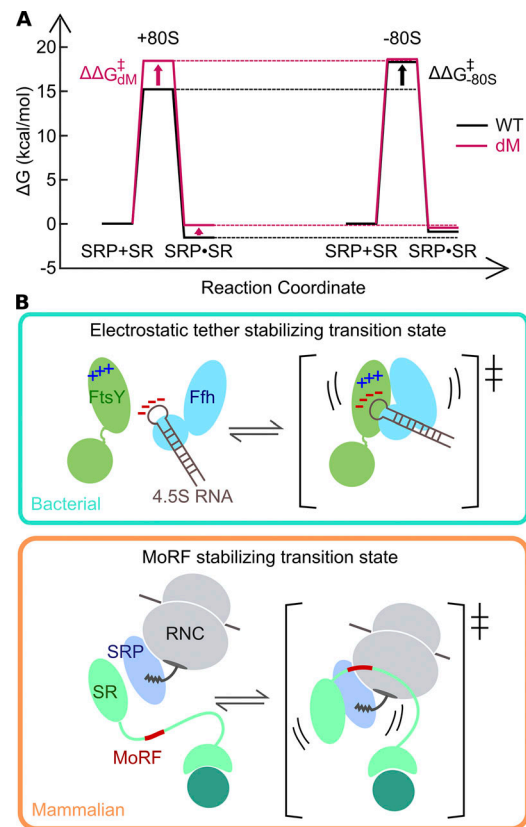 A
+80S
-80S
20
15
10
5
0
-5
ΔG (kcal/mol)
ΔΔG‡dM
ΔΔG‡-80S
WT
dM
SRP+SR
SRP•SR
SRP+SR
SRP•SR
Reaction Coordinate
B
Electrostatic tether stabilizing transition state
+++
FtsY
Ffh
4.5S RNA
‡
Bacterial
MoRF stabilizing transition state
RNC
SRP
SR
MoRF
‡
Mammalian